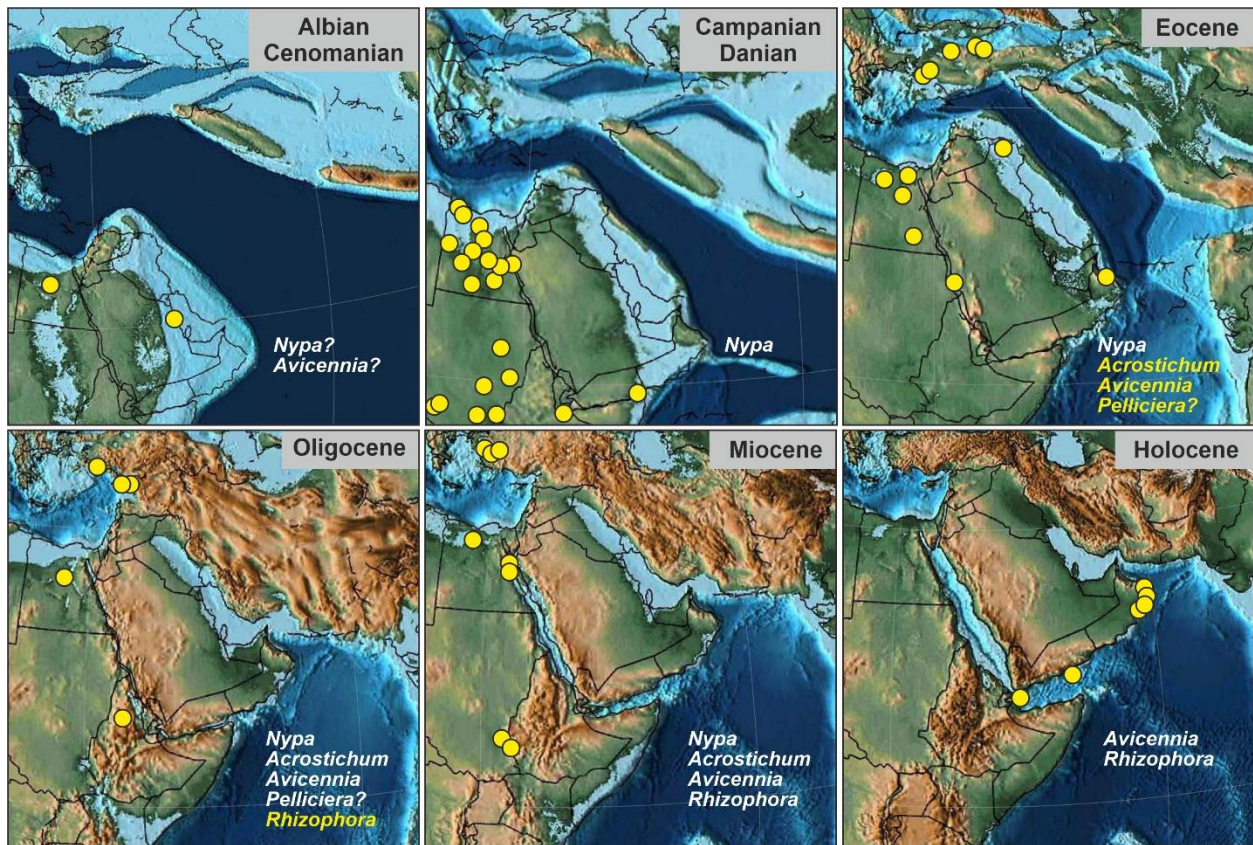 Albian
Cenomanian
Nypa?
Avicennia?
Campanian
Danian
Nypa
Eocene
Nypa
Acrostichum
Avicennia
Pelliciera?
Oligocene
Nypa
Acrostichum
Avicennia
Pelliciera?
Rhizophora
Miocene
Nypa
Acrostichum
Avicennia
Rhizophora
Holocene
Avicennia
Rhizophora